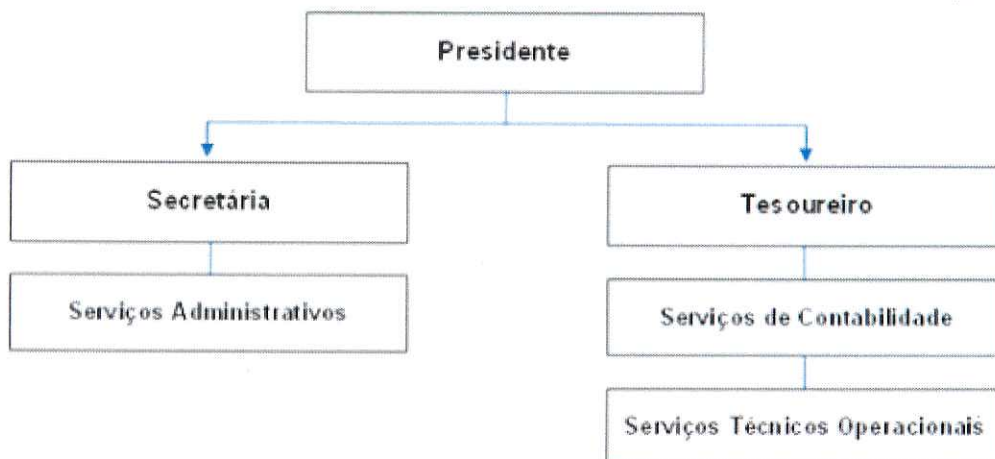 Presidente
Secretária
Tesoureiro
Serviços Administrativos
Serviços de Contabilidade
Serviços Técnicos Operacionais